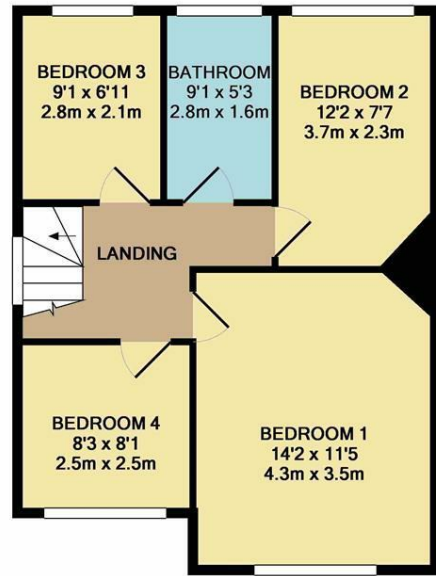 BEDROOM 3
9'1 x 6'11
2.8m x 2.1m
BATHROOM
9'1 x 5'3
2.8m x 1.6m
BEDROOM 2
12'2 x 7'7
3.7m x 2.3m
LANDING
BEDROOM 4
8'3 x 8'1
2.5m x 2.5m
BEDROOM 1
14'2 x 11'5
4.3m x 3.5m